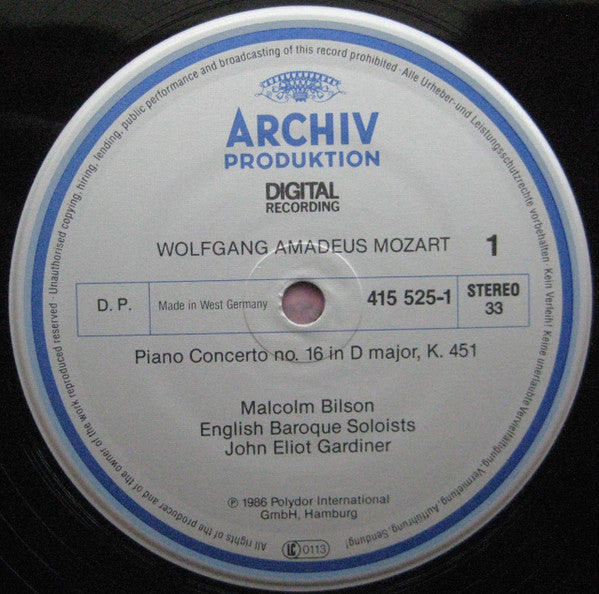 ARCHIV
PRODUKTION
DIGITAL
RECORDING
WOLFGANG AMADEUS MOZART 1
D. P. Made in West Germany 415 525-1 STEREO
33
Piano Concerto no. 16 in D major, K. 451
Malcolm Bilson
English Baroque Soloists
John Eliot Gardiner
℗ 1986 Polydor International
GmbH, Hamburg
LC 0113
All rights of the producer and of the owner of the work reproduced reserved · Unauthorised copying, hiring, lending, public performance and broadcasting of this record prohibited · Alle Urheber-und Leistungsschutzrechte vorbehalten · Kein Verleih! Keine unerlaubte Vervielfältigung, Vermietung, Aufführung, Sendung!